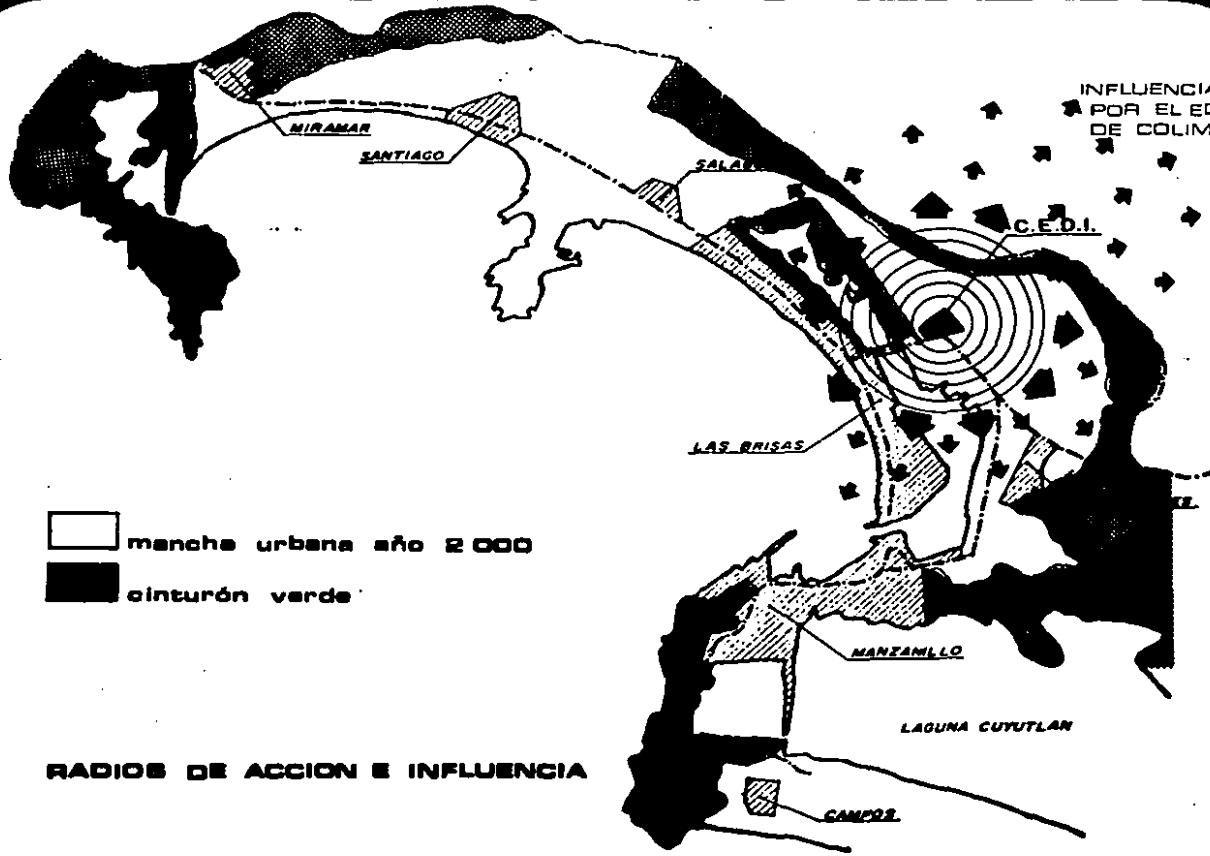 INFLUENCIA
POR EL ED
DE COLIM
MIRAMAR
SANTIAGO
C.E.D.I.
LAS BRISAS
mancha urbana año 2 000
cinturón verde
MANZANILLO
LAGUNA CUYUTLAN
RADIOS DE ACCION E INFLUENCIA
CAMPOS